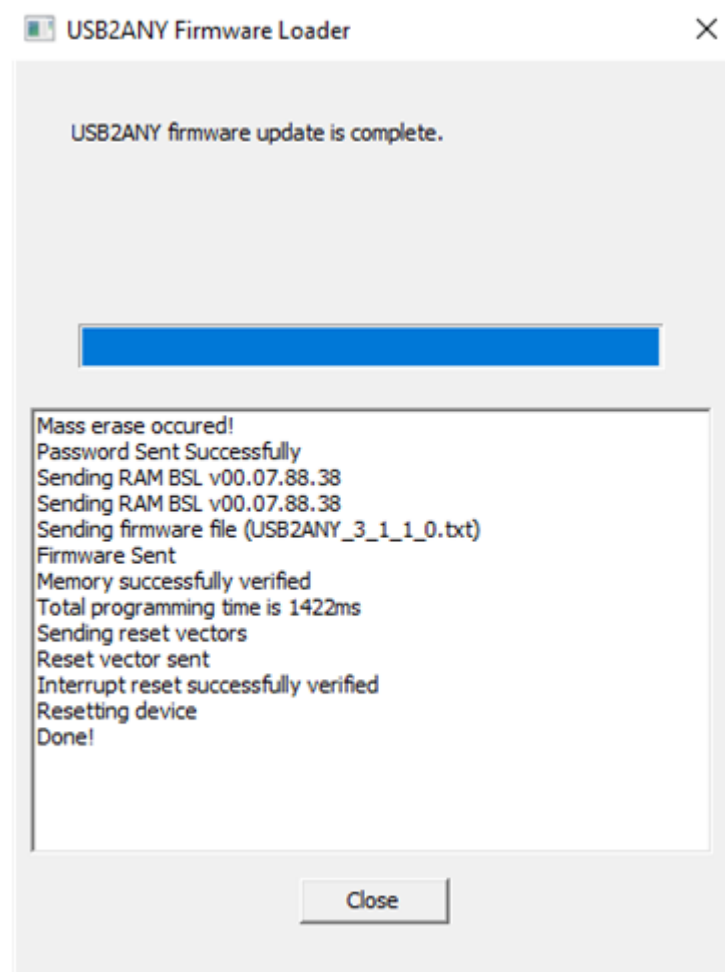 USB2ANY Firmware Loader
USB2ANY firmware update is complete.
Mass erase occured!
Password Sent Successfully
Sending RAM BSL v00.07.88.38
Sending RAM BSL v00.07.88.38
Sending firmware file (USB2ANY_3_1_1_0.txt)
Firmware Sent
Memory successfully verified
Total programming time is 1422ms
Sending reset vectors
Reset vector sent
Interrupt reset successfully verified
Resetting device
Done!
Close